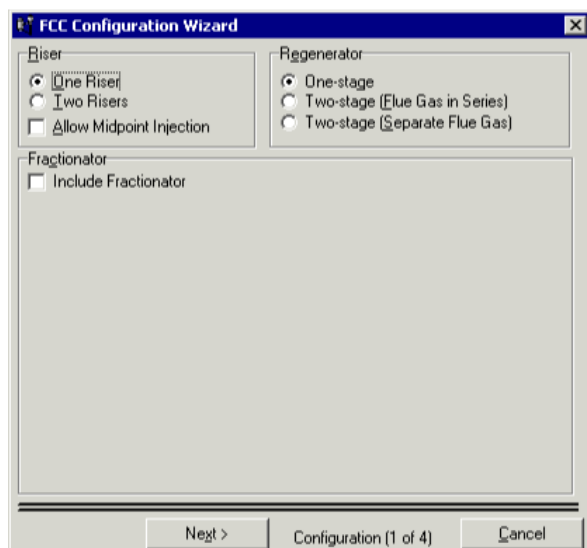 FCC Configuration Wizard
Riser
One Riser
Two Risers
Allow Midpoint Injection
Regenerator
One-stage
Two-stage (Flue Gas in Series)
Two-stage (Separate Flue Gas)
Fractionator
Include Fractionator
Next >
Configuration (1 of 4)
Cancel